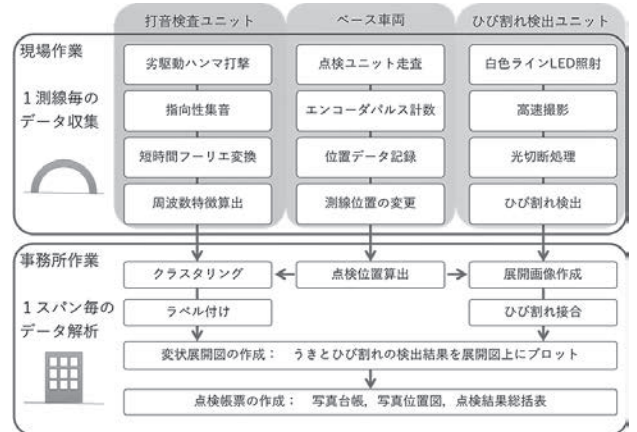 打音検査ユニット
ベース車両
ひび割れ検出ユニット
現場作業
1測線毎の
データ収集
劣駆動ハンマ打撃
指向性集音
短時間フーリエ変換
周波数特徴算出
点検ユニット走査
エンコーダパルス計数
位置データ記録
測線位置の変更
白色ラインLED照射
高速撮影
光切断処理
ひび割れ検出
事務所作業
1スパン毎の
データ解析
クラスタリング
点検位置算出
展開画像作成
ラベル付け
ひび割れ接合
変状展開図の作成: うきとひび割れの検出結果を展開図上にプロット
点検帳票の作成: 写真台帳, 写真位置図, 点検結果総括表